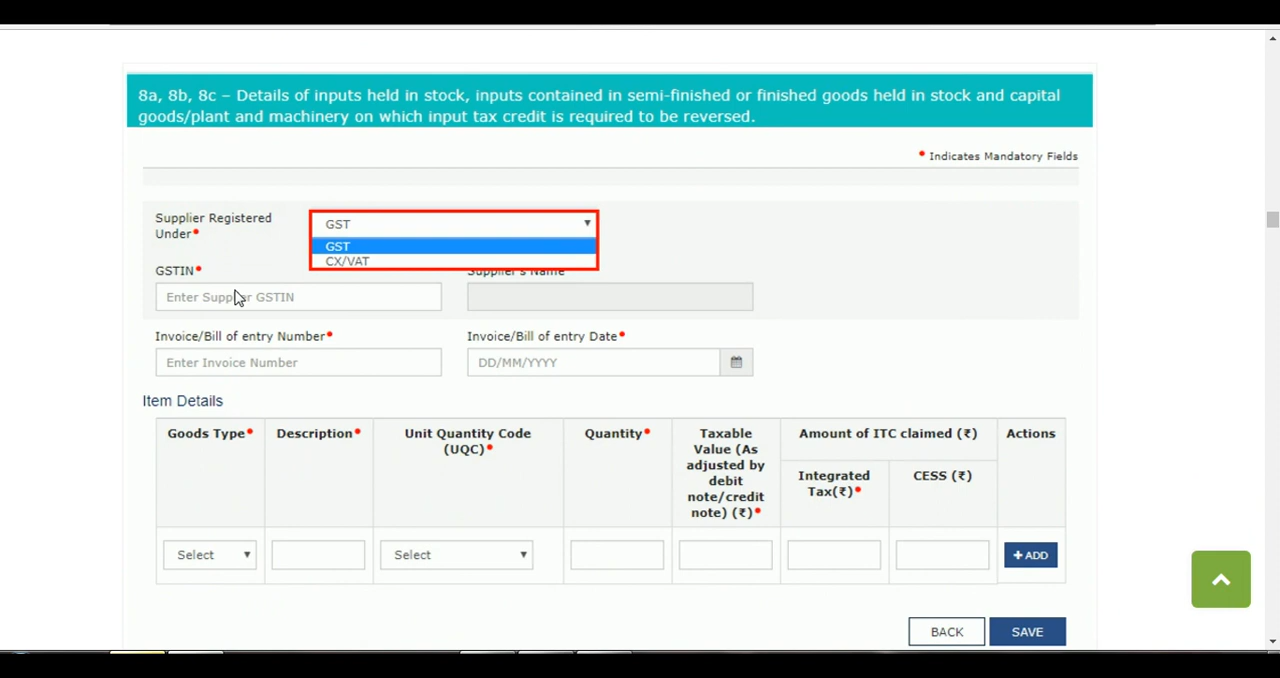 8a, 8b, 8c – Details of inputs held in stock, inputs contained in semi-finished or finished goods held in stock and capital
goods/plant and machinery on which input tax credit is required to be reversed.
• Indicates Mandatory Fields
Supplier Registered
Under•
GST
GST
CX/VAT
GSTIN•
Supplier's Name
Enter Supplier GSTIN
Invoice/Bill of entry Number•
Invoice/Bill of entry Date•
Enter Invoice Number
DD/MM/YYYY
Item Details
Goods Type•
Description•
Unit Quantity Code
(UQC)•
Quantity•
Taxable
Value (As
adjusted by
debit
note/credit
note) (₹)•
Amount of ITC claimed (₹)
Integrated
Tax(₹)•
CESS (₹)
Actions
Select
Select
+ ADD
BACK
SAVE